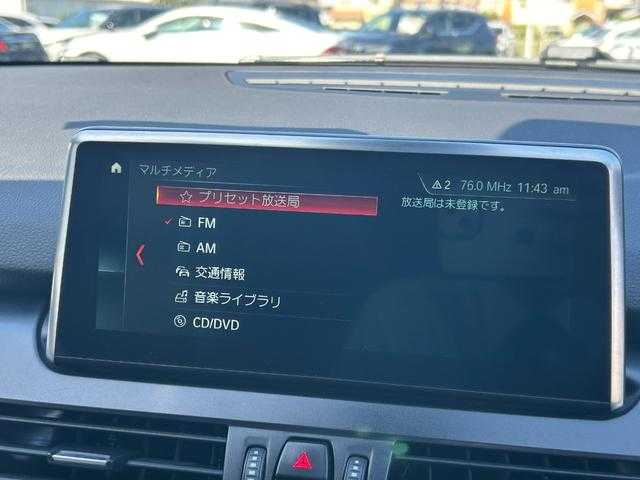 マルチメディア
2 76.0 MHz 11:43 am
プリセット放送局
放送局は未登録です。
FM
AM
交通情報
音楽ライブラリ
CD/DVD